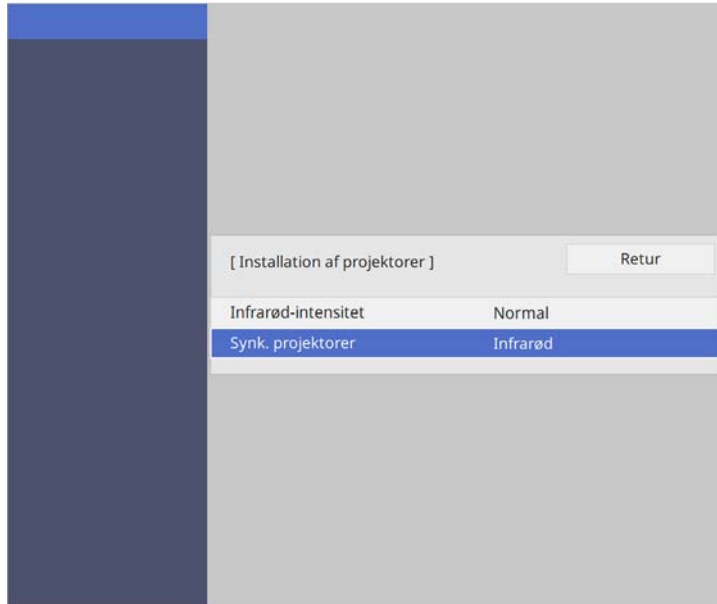 [ Installation af projektorer ] Retur
Infrarød-intensitet Normal
Synk. projektorer Infrarød